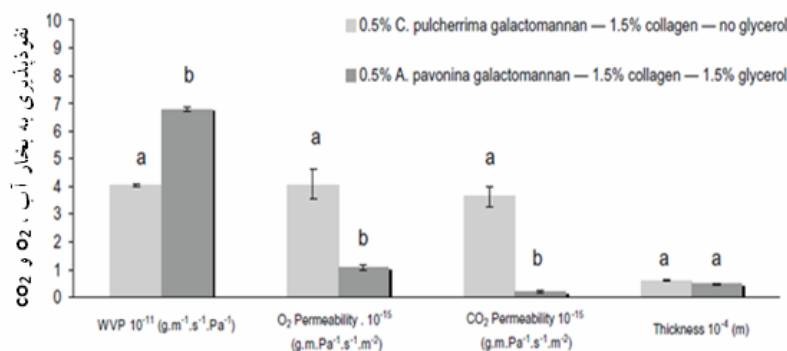 10
9
8
7
6
5
4
3
2
1
0
نفوذپذیری به بخار آب ، O₂ و CO₂
0.5% C. pulcherrima galactomannan — 1.5% collagen — no glycerol
0.5% A. pavonina galactomannan — 1.5% collagen — 1.5% glycerol
a
b
a
b
a
b
a
a
WVP 10⁻¹¹ (g.m⁻¹.s⁻¹.Pa⁻¹)
O₂ Permeability . 10⁻¹⁵
(g.m.Pa⁻¹.s⁻¹.m⁻²)
CO₂ Permeability 10⁻¹⁵
(g.m.Pa⁻¹.s⁻¹.m⁻²)
Thickness 10⁻⁴ (m)